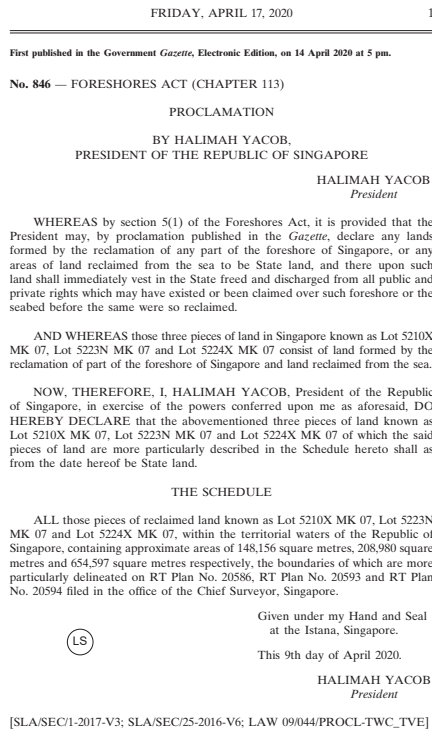 FRIDAY, APRIL 17, 2020 1
First published in the Government Gazette, Electronic Edition, on 14 April 2020 at 5 pm.
No. 846 — FORESHORES ACT (CHAPTER 113)
PROCLAMATION
BY HALIMAH YACOB,
PRESIDENT OF THE REPUBLIC OF SINGAPORE
HALIMAH YACOB
President
WHEREAS by section 5(1) of the Foreshores Act, it is provided that the
President may, by proclamation published in the Gazette, declare any lands
formed by the reclamation of any part of the foreshore of Singapore, or any
areas of land reclaimed from the sea to be State land, and there upon such
land shall immediately vest in the State freed and discharged from all public and
private rights which may have existed or been claimed over such foreshore or the
seabed before the same were so reclaimed.
AND WHEREAS those three pieces of land in Singapore known as Lot 5210X
MK 07, Lot 5223N MK 07 and Lot 5224X MK 07 consist of land formed by the
reclamation of part of the foreshore of Singapore and land reclaimed from the sea.
NOW, THEREFORE, I, HALIMAH YACOB, President of the Republic
of Singapore, in exercise of the powers conferred upon me as aforesaid, DO
HEREBY DECLARE that the abovementioned three pieces of land known as
Lot 5210X MK 07, Lot 5223N MK 07 and Lot 5224X MK 07 of which the said
pieces of land are more particularly described in the Schedule hereto shall as
from the date hereof be State land.
THE SCHEDULE
ALL those pieces of reclaimed land known as Lot 5210X MK 07, Lot 5223N
MK 07 and Lot 5224X MK 07, within the territorial waters of the Republic of
Singapore, containing approximate areas of 148,156 square metres, 208,980 square
metres and 654,597 square metres respectively, the boundaries of which are more
particularly delineated on RT Plan No. 20586, RT Plan No. 20593 and RT Plan
No. 20594 filed in the office of the Chief Surveyor, Singapore.
Given under my Hand and Seal
at the Istana, Singapore.
LS
This 9th day of April 2020.
HALIMAH YACOB
President
[SLA/SEC/1-2017-V3; SLA/SEC/25-2016-V6; LAW 09/044/PROCL-TWC_TVE]